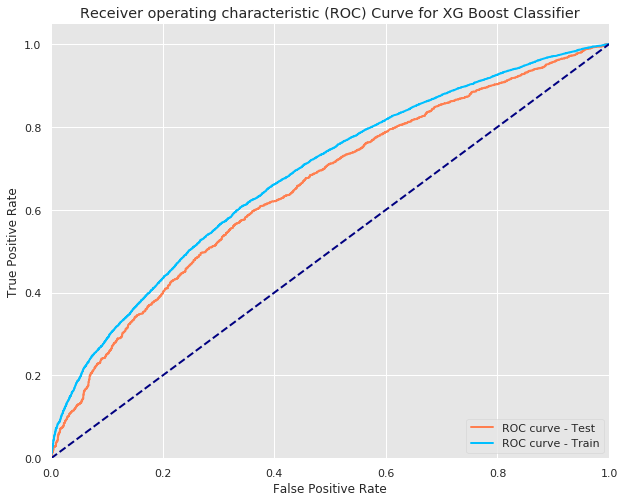 Receiver operating characteristic (ROC) Curve for XG Boost Classifier
True Positive Rate
1.0
0.8
0.6
0.4
0.2
0.0
0.0 0.2 0.4 0.6 0.8 1.0
False Positive Rate
ROC curve - Test
ROC curve - Train